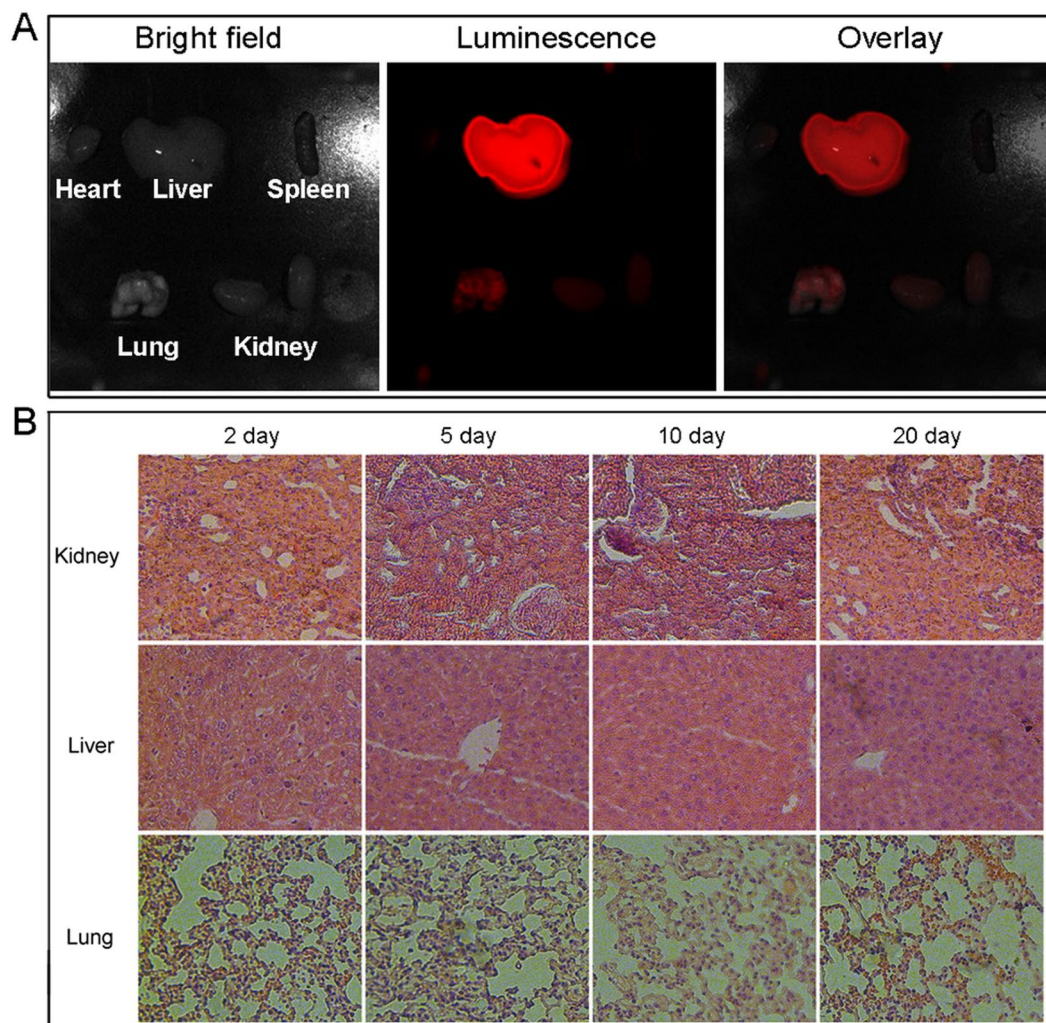 A
Bright field Luminescence Overlay
Heart Liver Spleen
Lung Kidney
B
2 day 5 day 10 day 20 day
Kidney
Liver
Lung